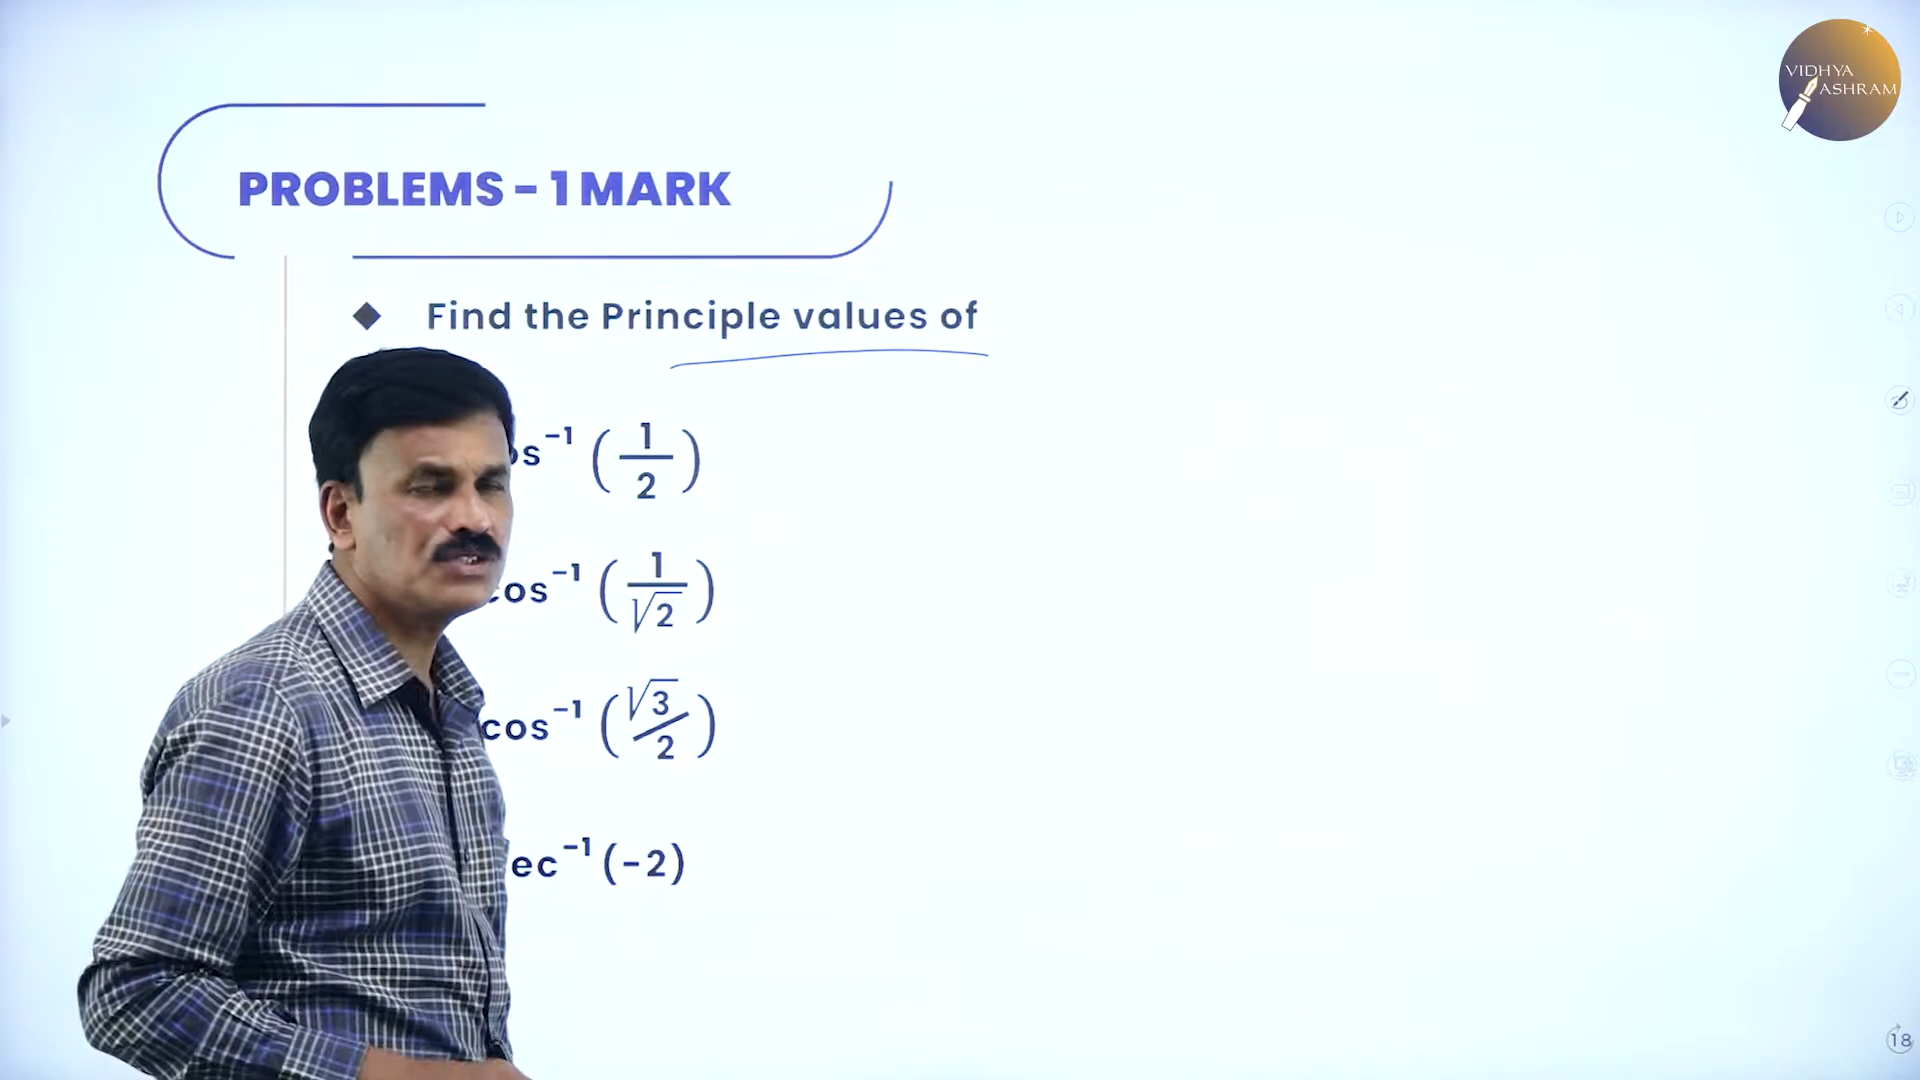 VIDHYA
ASHRAM
PROBLEMS - 1 MARK
◆ Find the Principle values of
os⁻¹ (1/2)
cos⁻¹ (1/√2)
cos⁻¹ (√3/2)
ec⁻¹ (-2)
18